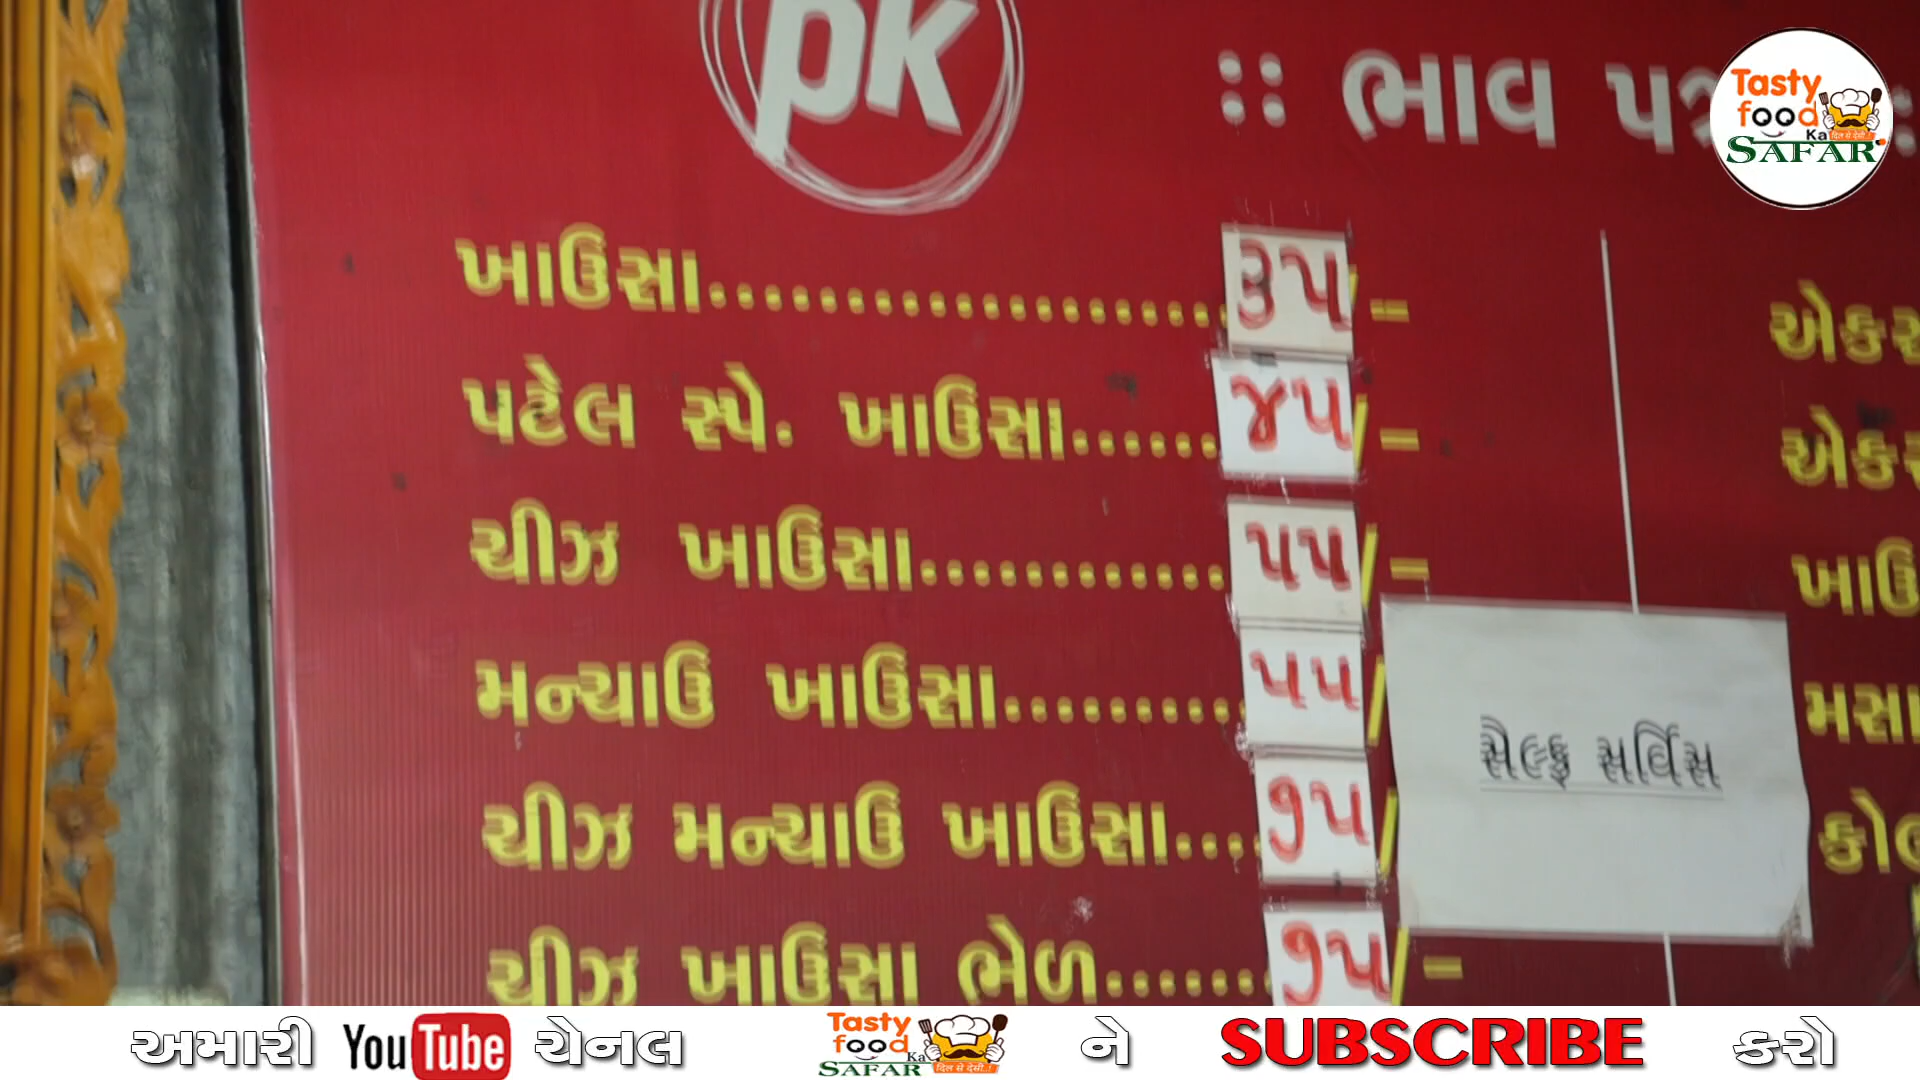 pk
:: ભાવ પત્ર
Tasty
food
Ka
SAFAR
ખાઉસા.................... ૩૫/-
પટેલ સ્પે. ખાઉસા...... ૪૫/-
ચીઝ ખાઉસા............ ૫૫/-
મન્ચાઉ ખાઉસા......... ૫૫/
ચીઝ મન્ચાઉ ખાઉસા.... ૭૫/
ચીઝ ખાઉસા ભેળ...... ૭૫/-
સેલ્ફ સર્વિસ
અમારી YouTube ચેનલ Tasty food Ka SAFAR दिल से देसी..! ને SUBSCRIBE કરો